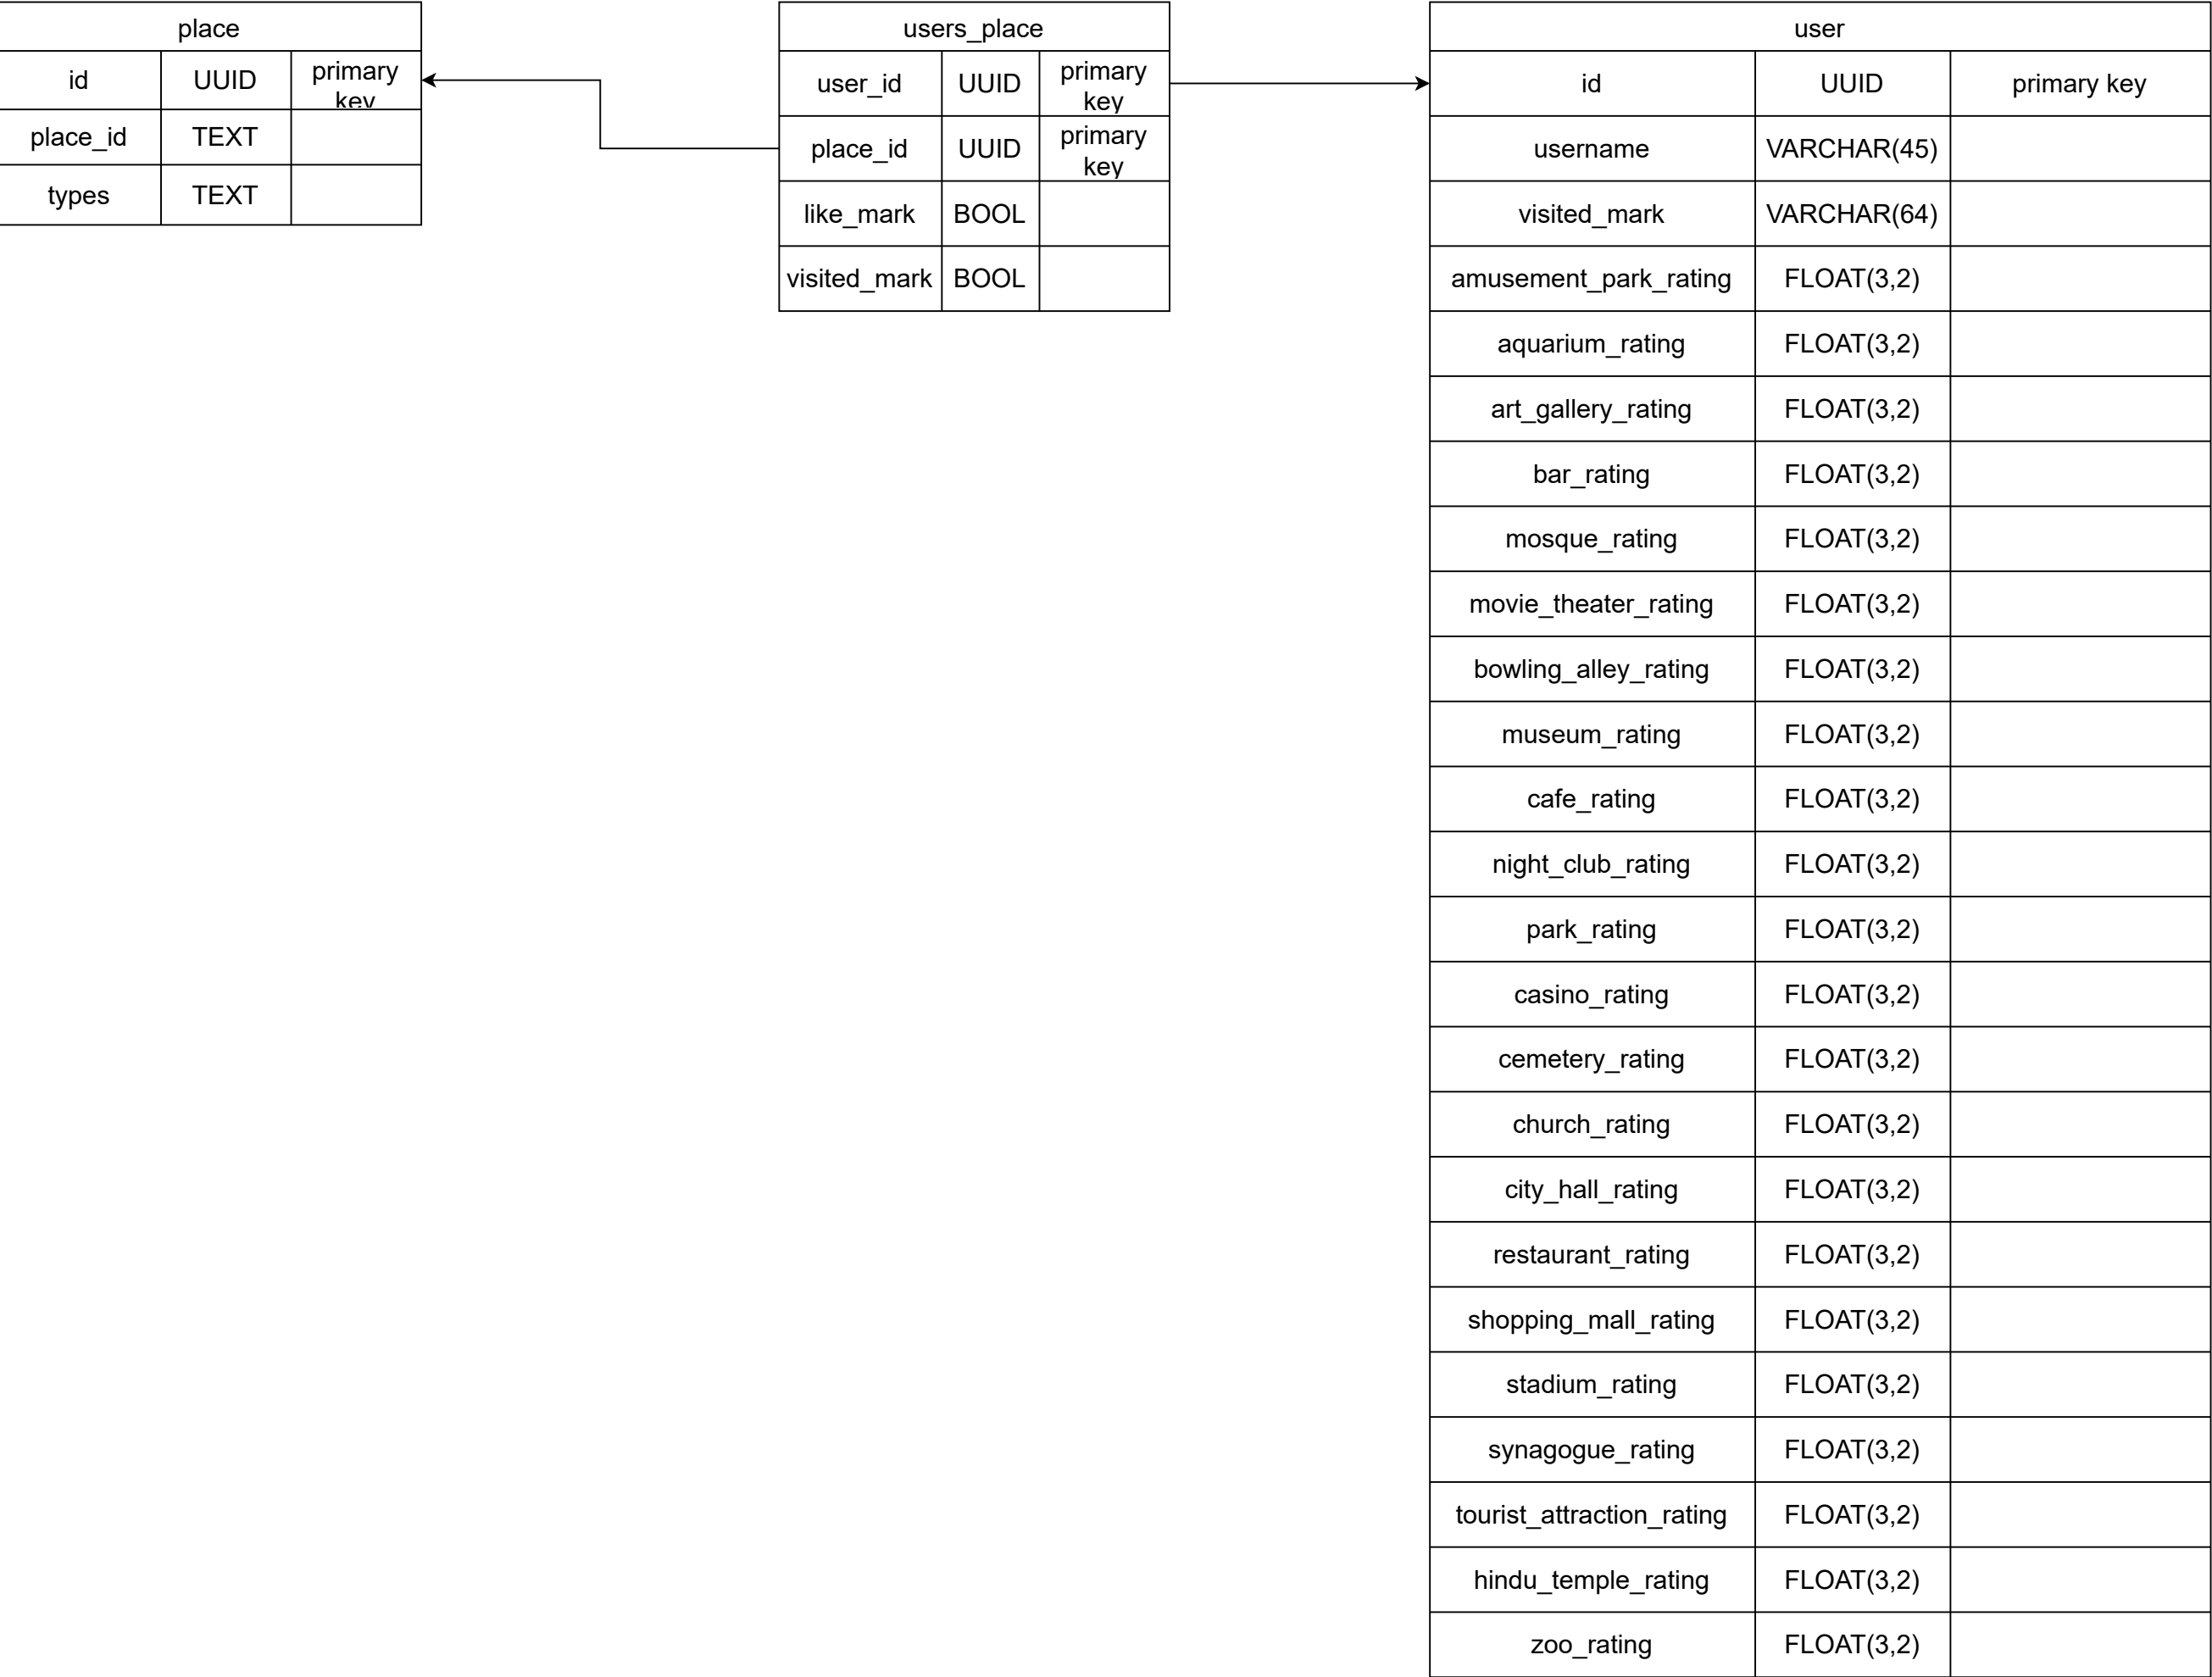 place
id UUID primary key
place_id TEXT
types TEXT
users_place
user_id UUID primary key
place_id UUID primary key
like_mark BOOL
visited_mark BOOL
user
id UUID primary key
username VARCHAR(45)
visited_mark VARCHAR(64)
amusement_park_rating FLOAT(3,2)
aquarium_rating FLOAT(3,2)
art_gallery_rating FLOAT(3,2)
bar_rating FLOAT(3,2)
mosque_rating FLOAT(3,2)
movie_theater_rating FLOAT(3,2)
bowling_alley_rating FLOAT(3,2)
museum_rating FLOAT(3,2)
cafe_rating FLOAT(3,2)
night_club_rating FLOAT(3,2)
park_rating FLOAT(3,2)
casino_rating FLOAT(3,2)
cemetery_rating FLOAT(3,2)
church_rating FLOAT(3,2)
city_hall_rating FLOAT(3,2)
restaurant_rating FLOAT(3,2)
shopping_mall_rating FLOAT(3,2)
stadium_rating FLOAT(3,2)
synagogue_rating FLOAT(3,2)
tourist_attraction_rating FLOAT(3,2)
hindu_temple_rating FLOAT(3,2)
zoo_rating FLOAT(3,2)